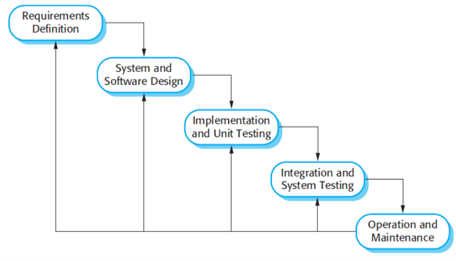 Requirements
Definition
System and
Software Design
Implementation
and Unit Testing
Integration and
System Testing
Operation and
Maintenance